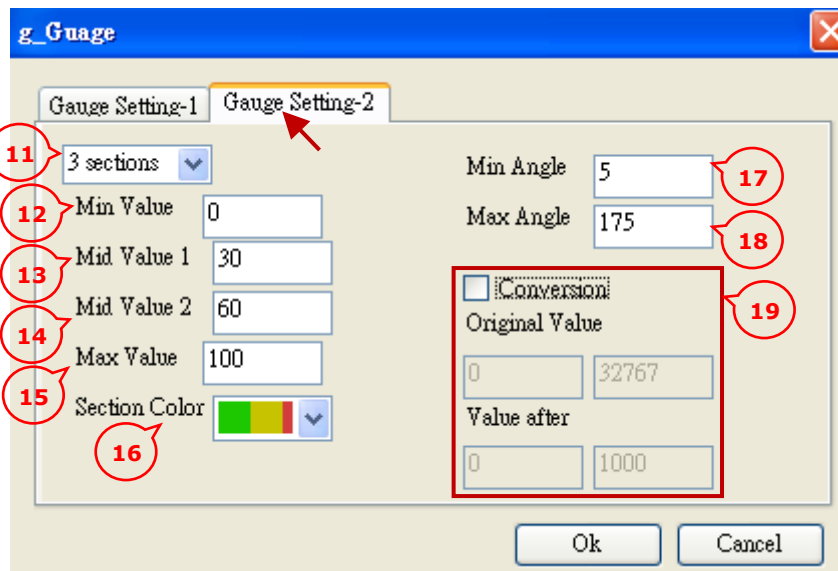 g_Guage
Gauge Setting-1 Gauge Setting-2
11 3 sections
12 Min Value 0
13 Mid Value 1 30
14 Mid Value 2 60
15 Max Value 100
16 Section Color
Min Angle 5 17
Max Angle 175 18
Conversion 19
Original Value
0 32767
Value after
0 1000
Ok Cancel